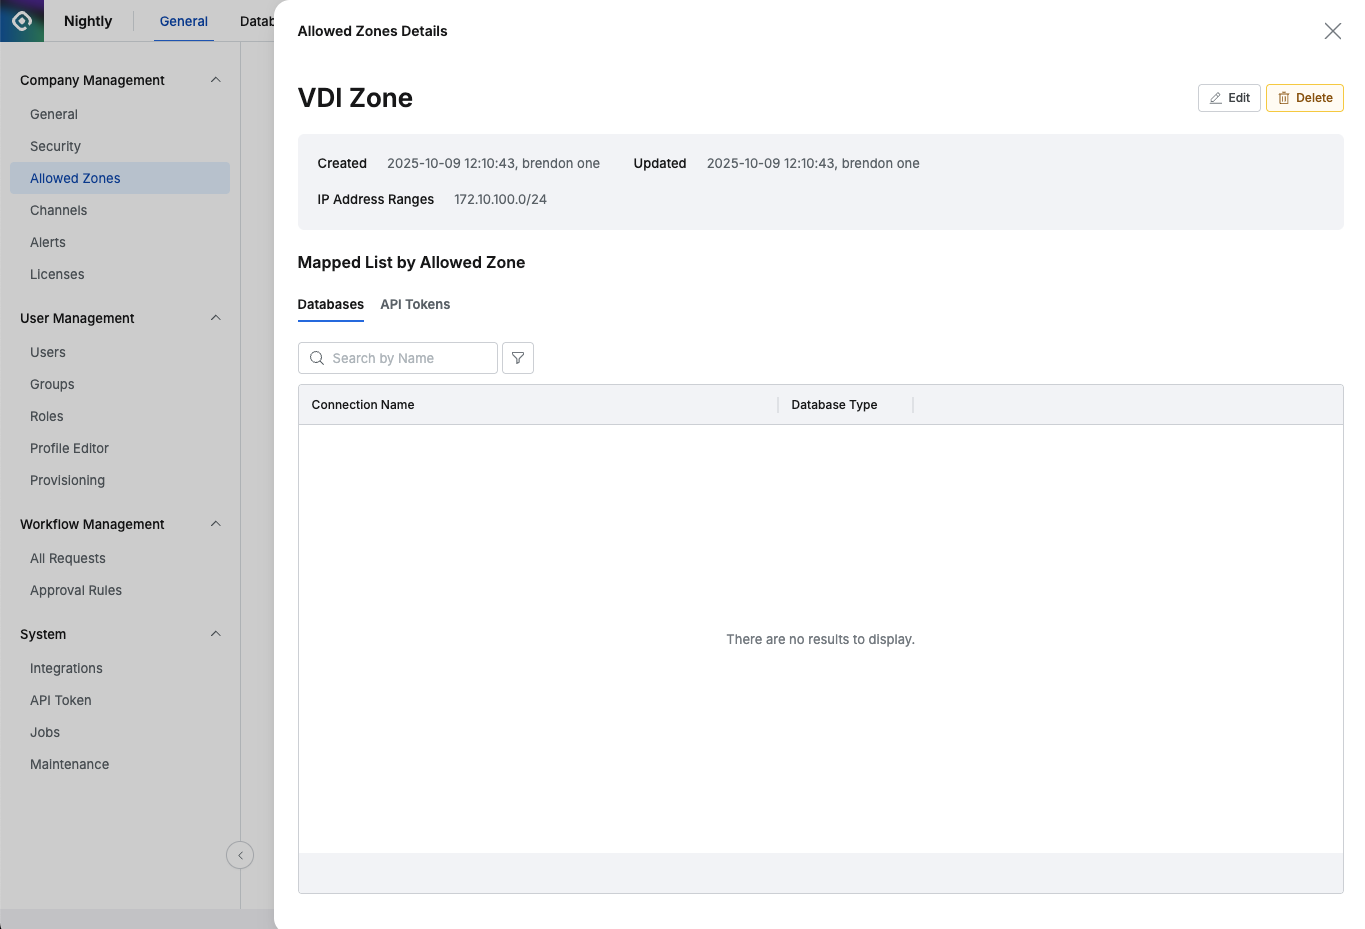 Nightly
General
Datab
Company Management
General
Security
Allowed Zones
Channels
Alerts
Licenses
User Management
Users
Groups
Roles
Profile Editor
Provisioning
Workflow Management
All Requests
Approval Rules
System
Integrations
API Token
Jobs
Maintenance
Allowed Zones Details
VDI Zone
Edit
Delete
Created 2025-10-09 12:10:43, brendon one Updated 2025-10-09 12:10:43, brendon one
IP Address Ranges 172.10.100.0/24
Mapped List by Allowed Zone
Databases API Tokens
Search by Name
Connection Name Database Type
There are no results to display.